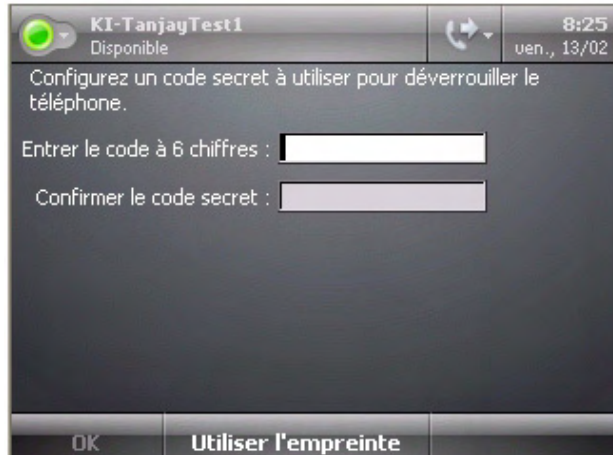 KI-TanjayTest1
Disponible
8:25
ven., 13/02
Configurez un code secret à utiliser pour déverrouiller le
téléphone.
Entrer le code à 6 chiffres :
Confirmer le code secret :
OK
Utiliser l'empreinte